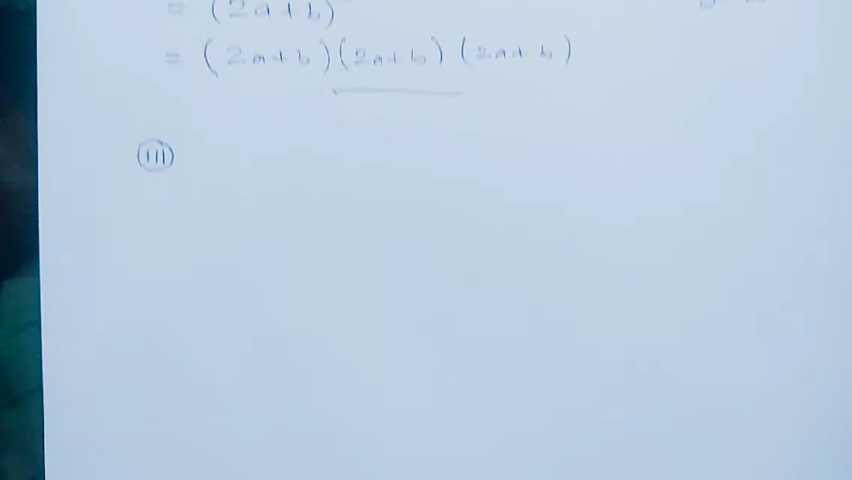 = (2a+b)
= (2a+b)(2a+b)(2a+b)
(III)